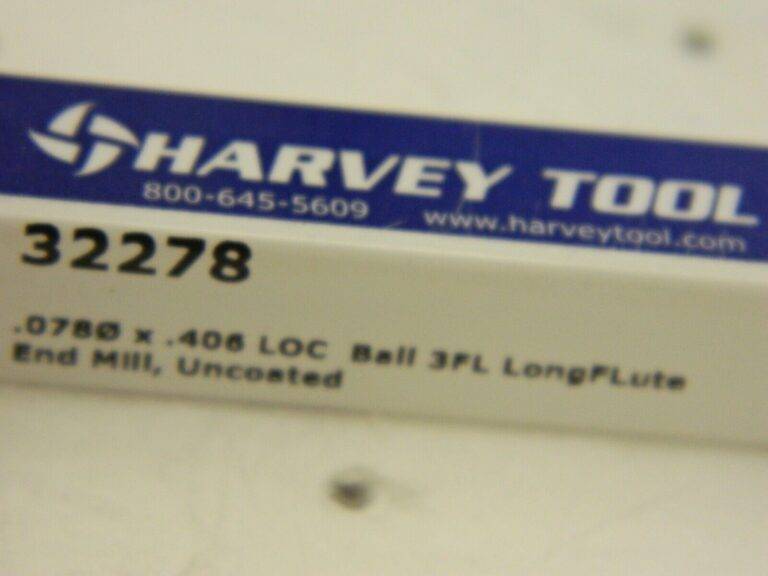 HARVEY TOOL
800-645-5609 www.harveytool.com
32278
.078Ø x .406 LOC Ball 3FL LongFLute
End Mill, Uncoated